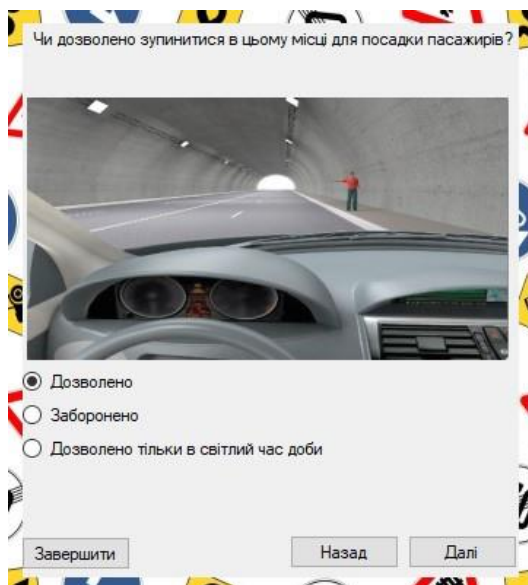 Чи дозволено зупинитися в цьому місці для посадки пасажирів?
Дозволено
Заборонено
Дозволено тільки в світлий час доби
Завершити
Назад
Далі